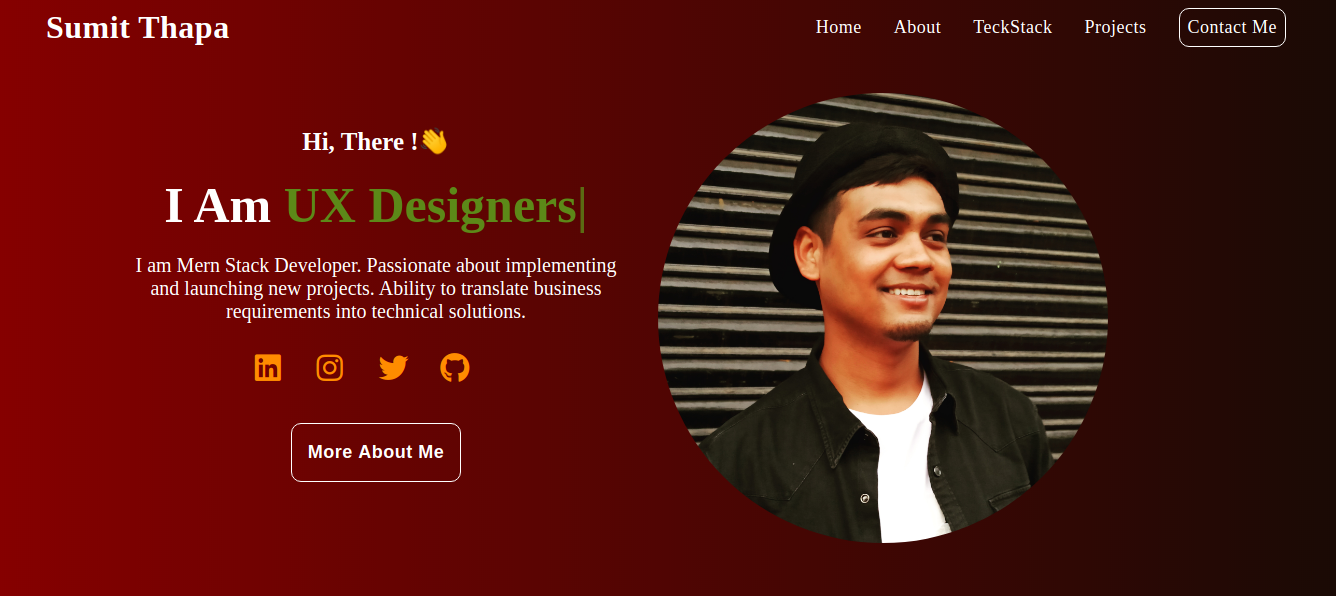 Sumit Thapa
Home About TeckStack Projects Contact Me
Hi, There !👋
I Am UX Designers|
I am Mern Stack Developer. Passionate about implementing
and launching new projects. Ability to translate business
requirements into technical solutions.
More About Me